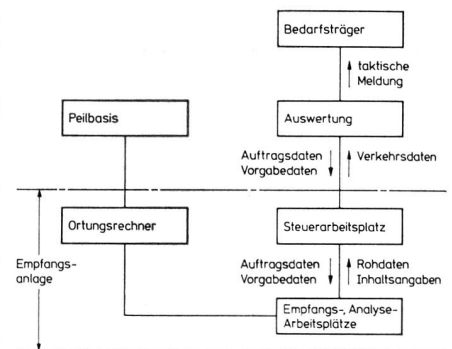 Bedarfsträger
taktische
Meldung
Peilbasis
Auswertung
Auftragsdaten
Vorgabedaten
Verkehrsdaten
Ortungsrechner
Steuerarbeitsplatz
Empfangs-
anlage
Auftragsdaten
Vorgabedaten
Rohdaten
Inhaltsangaben
Empfangs-, Analyse-
Arbeitsplätze